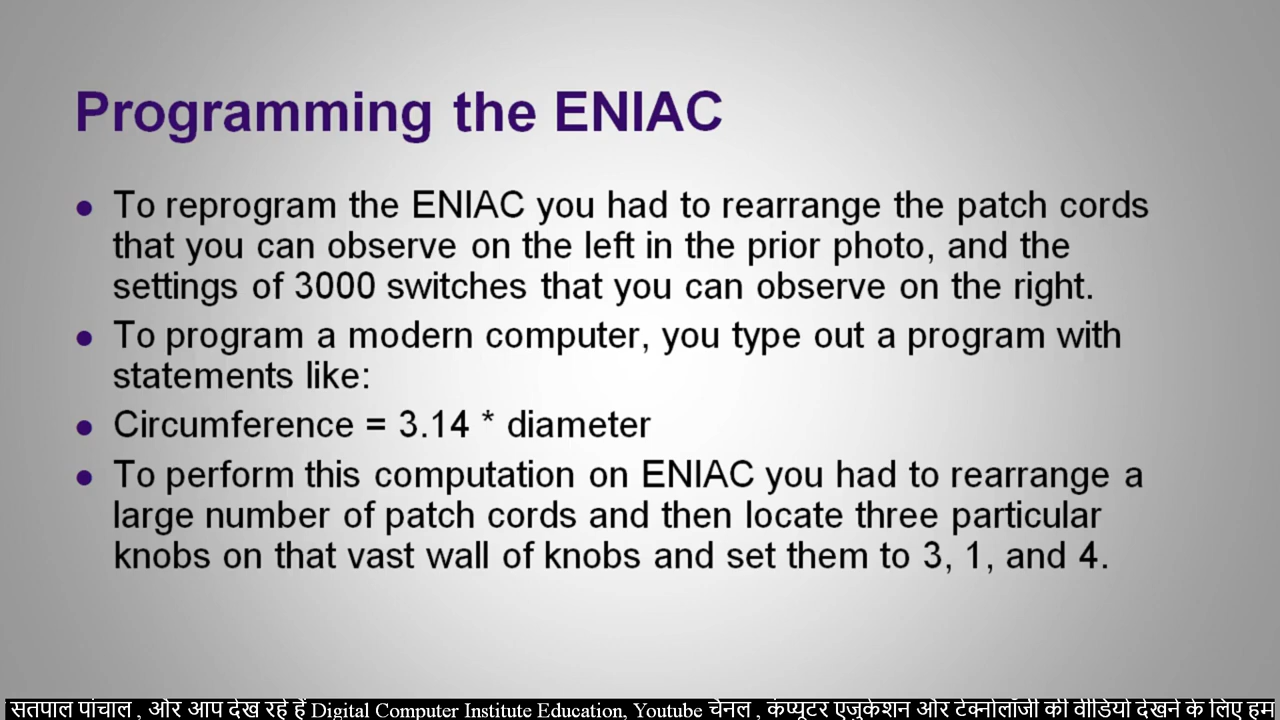 Programming the ENIAC
• To reprogram the ENIAC you had to rearrange the patch cords
that you can observe on the left in the prior photo, and the
settings of 3000 switches that you can observe on the right.
• To program a modern computer, you type out a program with
statements like:
• Circumference = 3.14 * diameter
• To perform this computation on ENIAC you had to rearrange a
large number of patch cords and then locate three particular
knobs on that vast wall of knobs and set them to 3, 1, and 4.
सतपाल पांचाल , और आप देख रहे हैं Digital Computer Institute Education, Youtube चैनल , कंप्यूटर एजुकेशन और टेक्नोलॉजी की वीडियो देखने के लिए हम